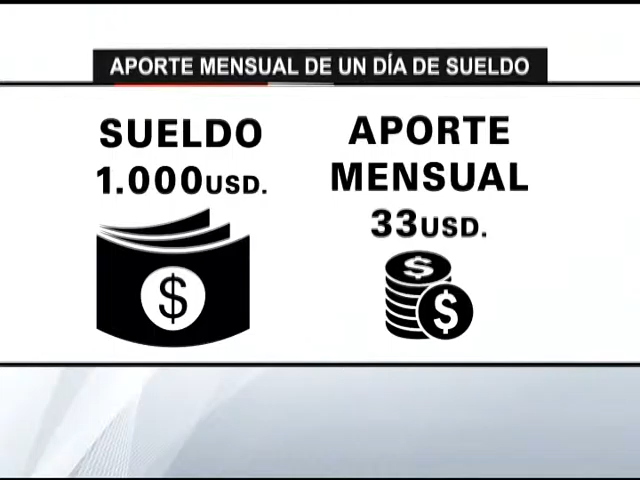 APORTE MENSUAL DE UN DÍA DE SUELDO
SUELDO
1.000USD.
$
APORTE
MENSUAL
33USD.
$
$